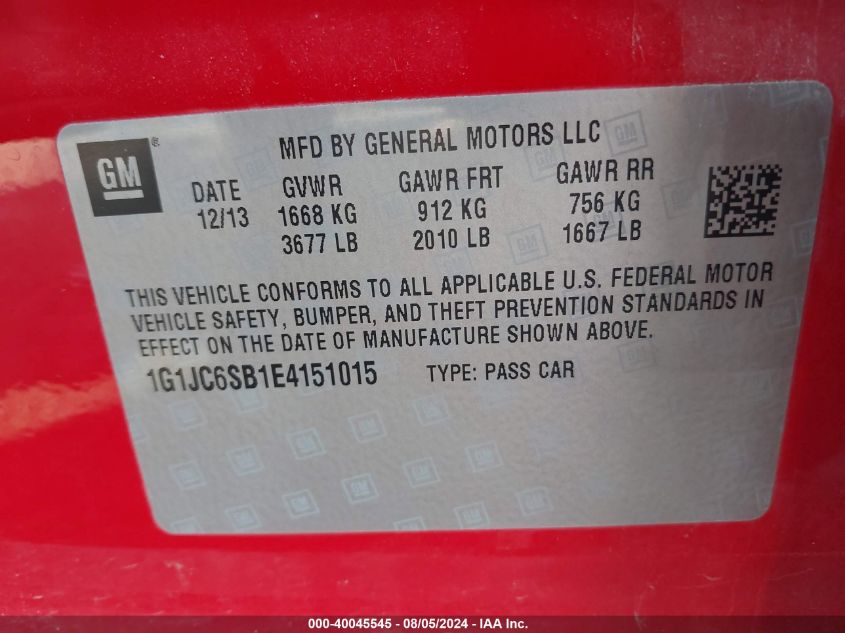 GM®
MFD BY GENERAL MOTORS LLC
DATE GVWR GAWR FRT GAWR RR
12/13 1668 KG 912 KG 756 KG
3677 LB 2010 LB 1667 LB
THIS VEHICLE CONFORMS TO ALL APPLICABLE U.S. FEDERAL MOTOR
VEHICLE SAFETY, BUMPER, AND THEFT PREVENTION STANDARDS IN
EFFECT ON THE DATE OF MANUFACTURE SHOWN ABOVE.
1G1JC6SB1E4151015 TYPE: PASS CAR
000-40045545 - 08/05/2024 - IAA Inc.